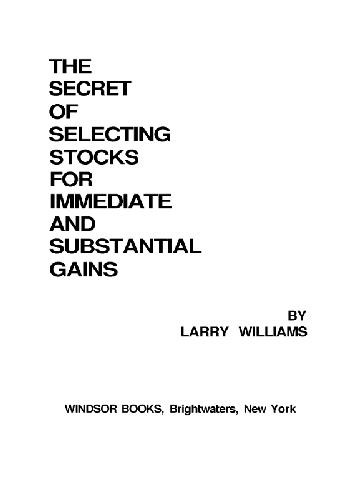 THE
SECRET
OF
SELECTING
STOCKS
FOR
IMMEDIATE
AND
SUBSTANTIAL
GAINS
BY
LARRY WILLIAMS
WINDSOR BOOKS, Brightwaters, New York